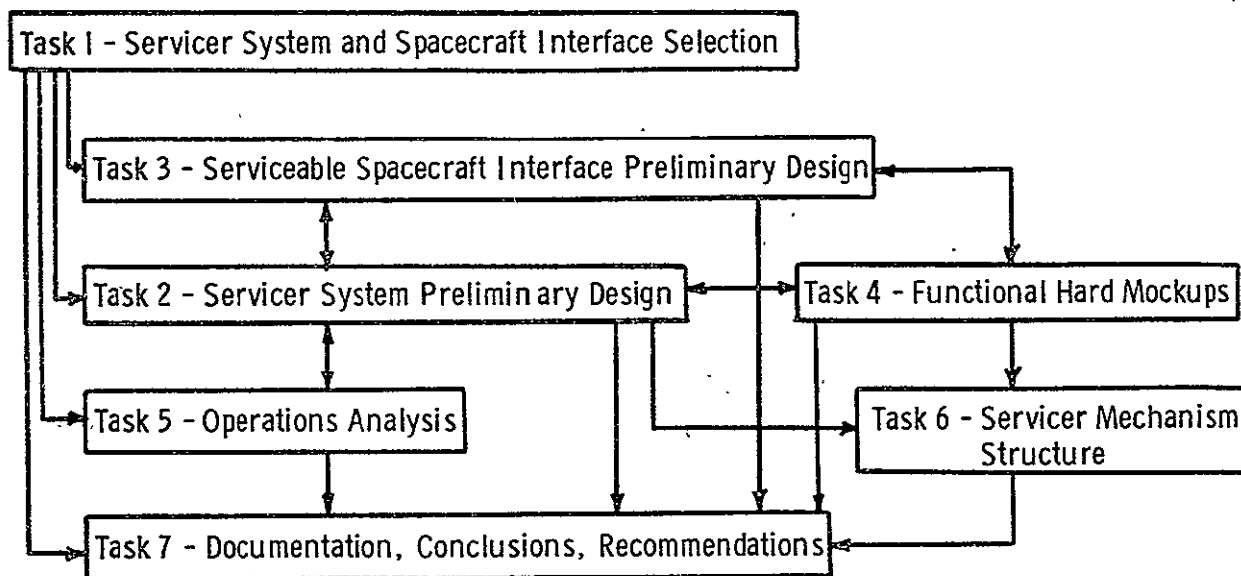 Task 1 - Servicer System and Spacecraft Interface Selection
Task 3 - Serviceable Spacecraft Interface Preliminary Design
Task 2 - Servicer System Preliminary Design
Task 4 - Functional Hard Mockups
Task 5 - Operations Analysis
Task 6 - Servicer Mechanism
Structure
Task 7 - Documentation, Conclusions, Recommendations